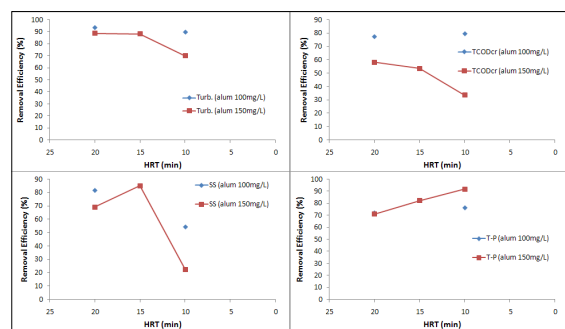 Removal Efficiency (%)
100
90
80
70
60
50
40
30
20
10
0
Turb. (alum 100mg/L)
Turb. (alum 150mg/L)
25 20 15 10 5 0
HRT (min)
Removal Efficiency (%)
90
80
70
60
50
40
30
20
10
0
TCODcr (alum 100mg/L)
TCODcr (alum 150mg/L)
25 20 15 10 5 0
HRT (min)
Removal Efficiency (%)
90
80
70
60
50
40
30
20
10
0
SS (alum 100mg/L)
SS (alum 150mg/L)
25 20 15 10 5 0
HRT (min)
Removal Efficiency (%)
100
90
80
70
60
50
40
30
20
10
0
T-P (alum 100mg/L)
T-P (alum 150mg/L)
25 20 15 10 5 0
HRT (min)